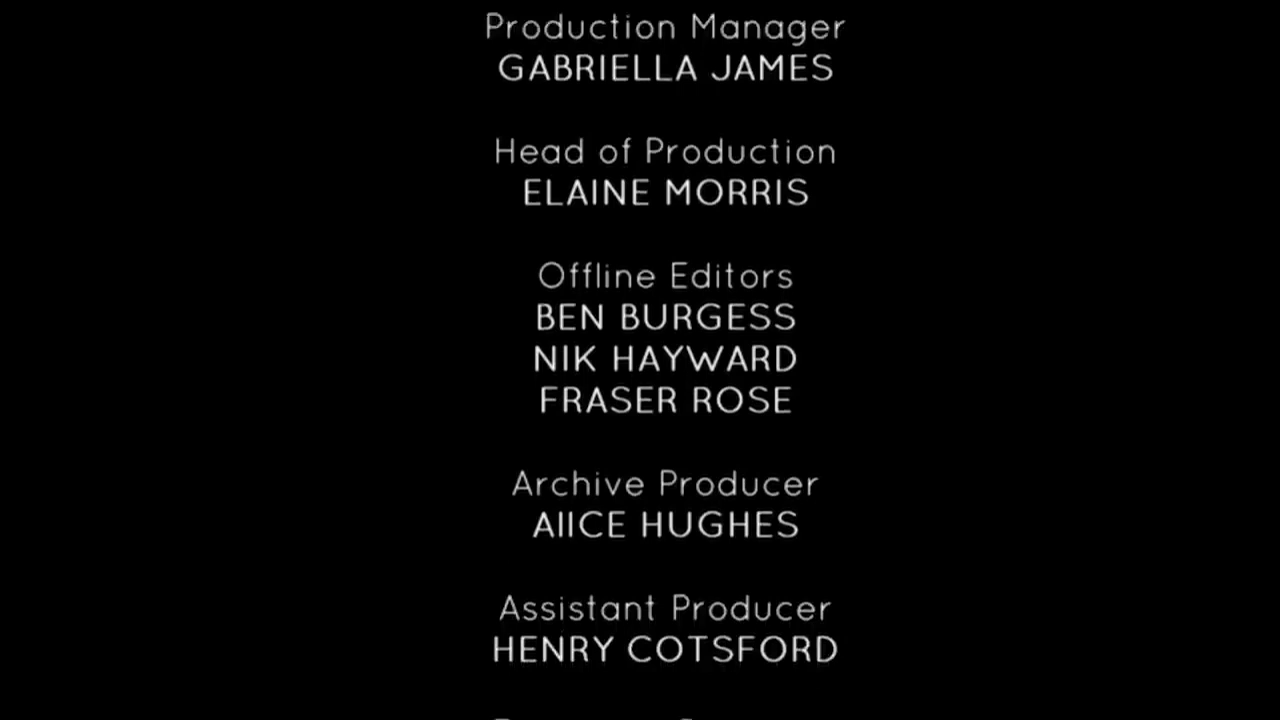 Production Manager
GABRIELLA JAMES
Head of Production
ELAINE MORRIS
Offline Editors
BEN BURGESS
NIK HAYWARD
FRASER ROSE
Archive Producer
AlICE HUGHES
Assistant Producer
HENRY COTSFORD